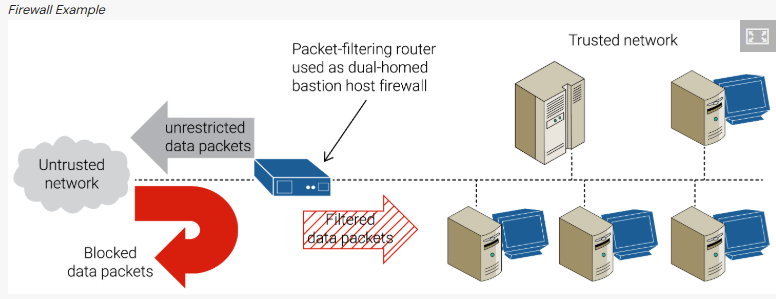 Firewall Example
Packet-filtering router
used as dual-homed
bastion host firewall
Trusted network
unrestricted
data packets
Untrusted
network
Filtered
data packets
Blocked
data packets